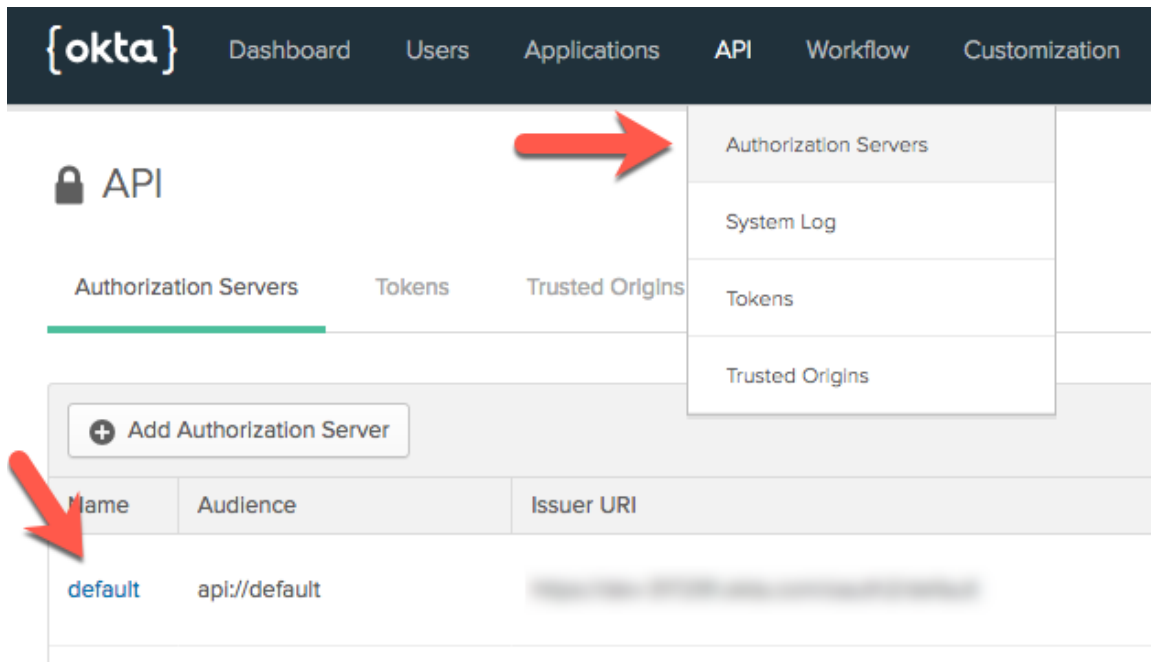 {okta} Dashboard Users Applications API Workflow Customization
Authorization Servers
API
System Log
Authorization Servers Tokens Trusted Origins
Tokens
Trusted Origins
Add Authorization Server
Name Audience Issuer URI
default api://default